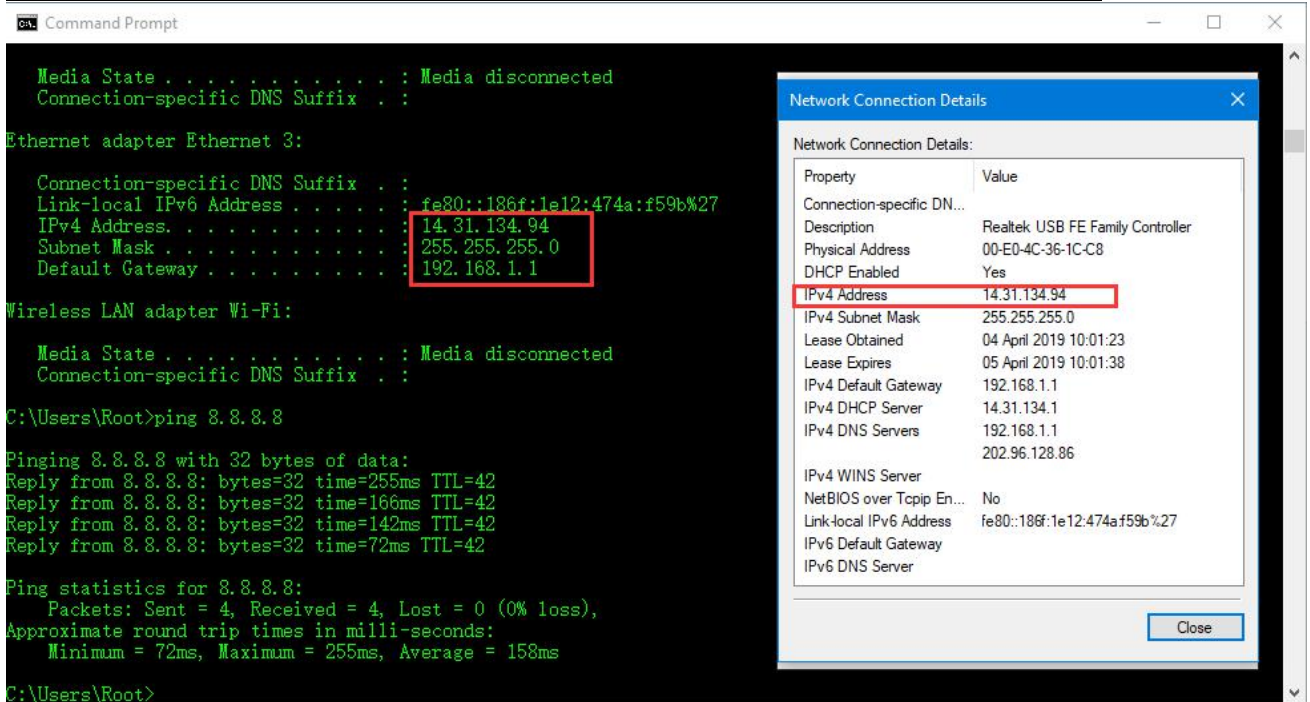 Command Prompt
Media State . . . . . . . . . . . : Media disconnected
Connection-specific DNS Suffix  . :
Ethernet adapter Ethernet 3:
Connection-specific DNS Suffix  . :
Link-local IPv6 Address . . . . . : fe80::186f:1e12:474a:f59b%27
IPv4 Address. . . . . . . . . . . : 14.31.134.94
Subnet Mask . . . . . . . . . . . : 255.255.255.0
Default Gateway . . . . . . . . . : 192.168.1.1
Wireless LAN adapter Wi-Fi:
Media State . . . . . . . . . . . : Media disconnected
Connection-specific DNS Suffix  . :
C:\Users\Root>ping 8.8.8.8
Pinging 8.8.8.8 with 32 bytes of data:
Reply from 8.8.8.8: bytes=32 time=255ms TTL=42
Reply from 8.8.8.8: bytes=32 time=166ms TTL=42
Reply from 8.8.8.8: bytes=32 time=142ms TTL=42
Reply from 8.8.8.8: bytes=32 time=72ms TTL=42
Ping statistics for 8.8.8.8:
Packets: Sent = 4, Received = 4, Lost = 0 (0% loss),
Approximate round trip times in milli-seconds:
Minimum = 72ms, Maximum = 255ms, Average = 158ms
C:\Users\Root>
Network Connection Details
Network Connection Details:
Property Value
Connection-specific DN...
Description Realtek USB FE Family Controller
Physical Address 00-E0-4C-36-1C-C8
DHCP Enabled Yes
IPv4 Address 14.31.134.94
IPv4 Subnet Mask 255.255.255.0
Lease Obtained 04 April 2019 10:01:23
Lease Expires 05 April 2019 10:01:38
IPv4 Default Gateway 192.168.1.1
IPv4 DHCP Server 14.31.134.1
IPv4 DNS Servers 192.168.1.1
202.96.128.86
IPv4 WINS Server
NetBIOS over Tcpip En... No
Link-local IPv6 Address fe80::186f:1e12:474a:f59b%27
IPv6 Default Gateway
IPv6 DNS Server
Close